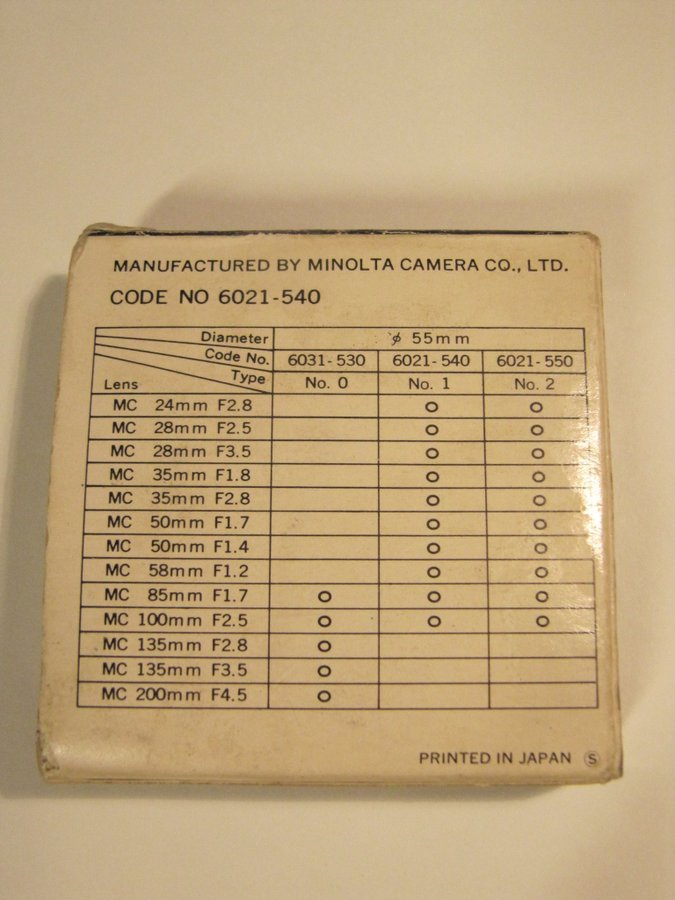 MANUFACTURED BY MINOLTA CAMERA CO., LTD.
CODE NO 6021-540
Diameter ø 55mm
Code No. 6031-530 6021-540 6021-550
Type No. 0 No. 1 No. 2
Lens
MC 24mm F2.8 O O
MC 28mm F2.5 O O
MC 28mm F3.5 O O
MC 35mm F1.8 O O
MC 35mm F2.8 O O
MC 50mm F1.7 O O
MC 50mm F1.4 O O
MC 58mm F1.2 O O
MC 85mm F1.7 O O O
MC 100mm F2.5 O O O
MC 135mm F2.8 O
MC 135mm F3.5 O
MC 200mm F4.5 O
PRINTED IN JAPAN Ⓢ